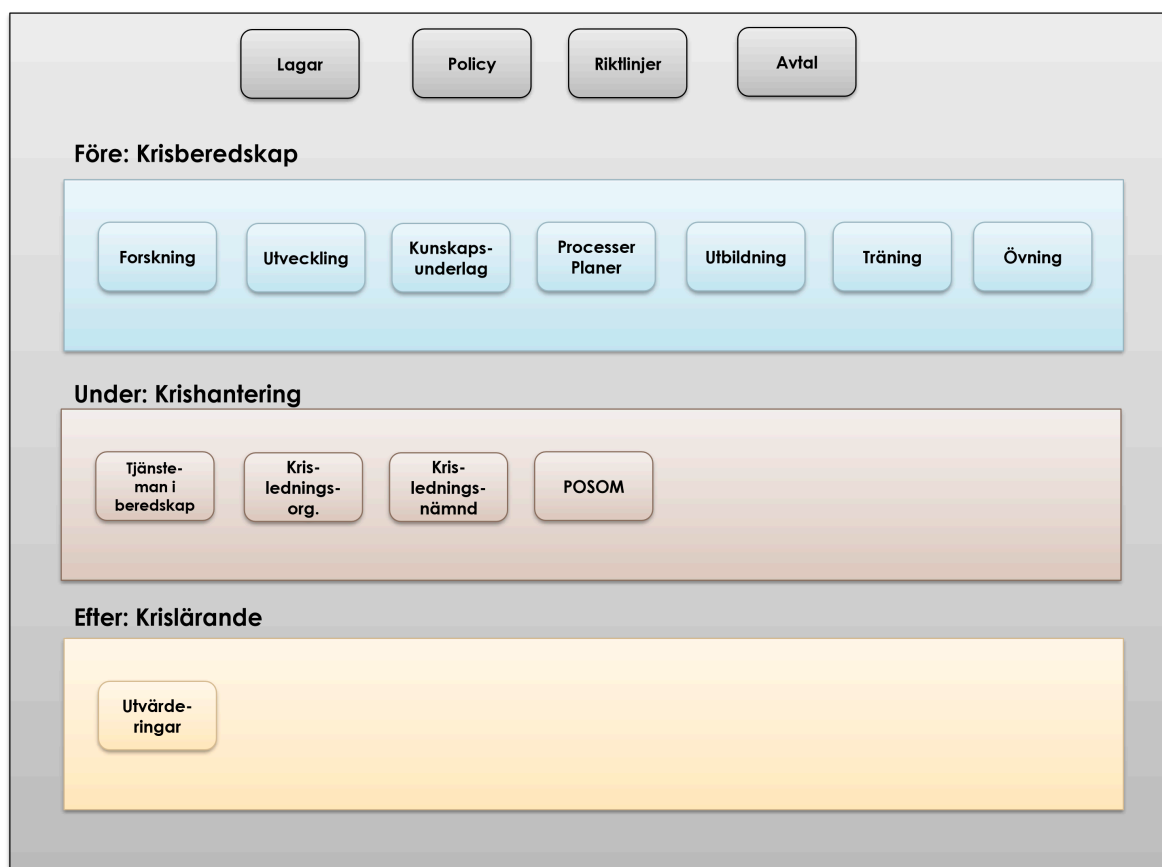 Lagar
Policy
Riktlinjer
Avtal
Före: Krisberedskap
Forskning
Utveckling
Kunskaps-
underlag
Processer
Planer
Utbildning
Träning
Övning
Under: Krishantering
Tjänste-
man i
beredskap
Kris-
lednings-
org.
Kris-
lednings-
nämnd
POSOM
Efter: Krislärande
Utvärde-
ringar